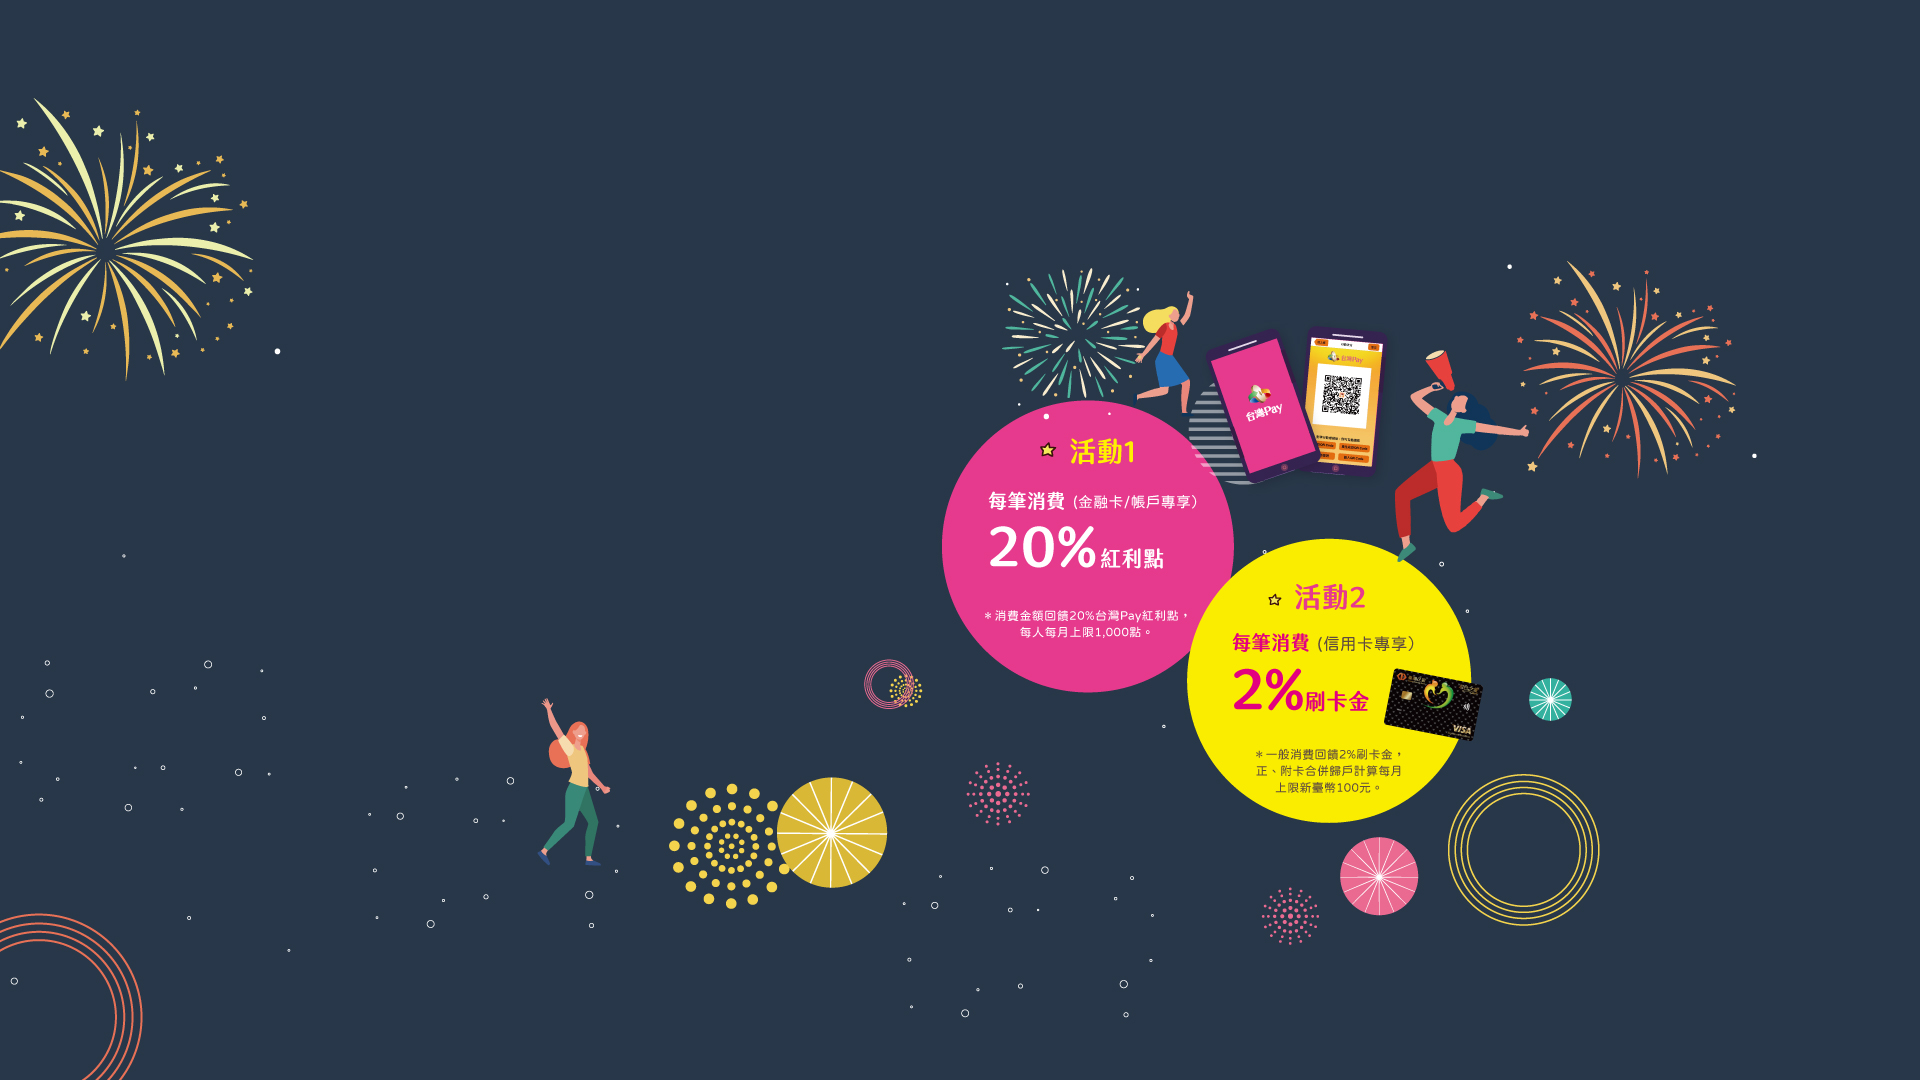 台灣Pay
台灣Pay
活動1
每筆消費 (金融卡/帳戶專享)
20%紅利點
＊消費金額回饋20%台灣Pay紅利點，
每人每月上限1,000點。
活動2
每筆消費 (信用卡專享)
2%刷卡金
VISA
＊一般消費回饋2%刷卡金，
正、附卡合併歸戶計算每月
上限新臺幣100元。